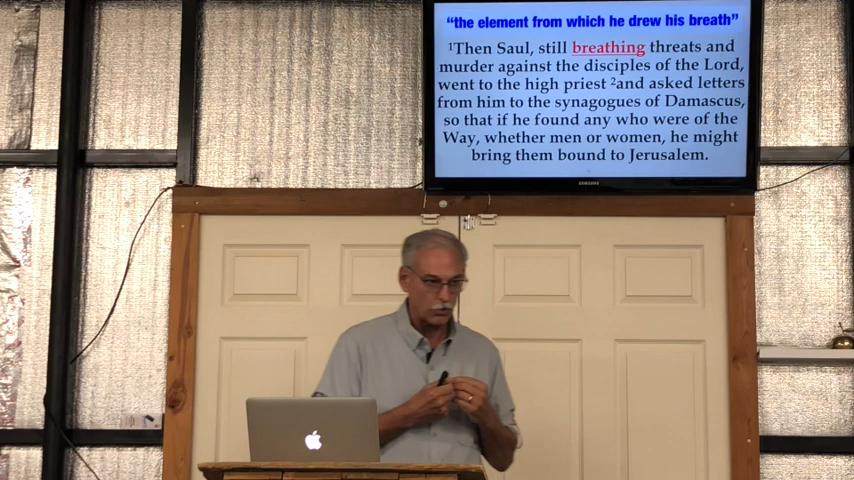 "the element from which he drew his breath"
1Then Saul, still breathing threats and
murder against the disciples of the Lord,
went to the high priest 2and asked letters
from him to the synagogues of Damascus,
so that if he found any who were of the
Way, whether men or women, he might
bring them bound to Jerusalem.
SAMSUNG